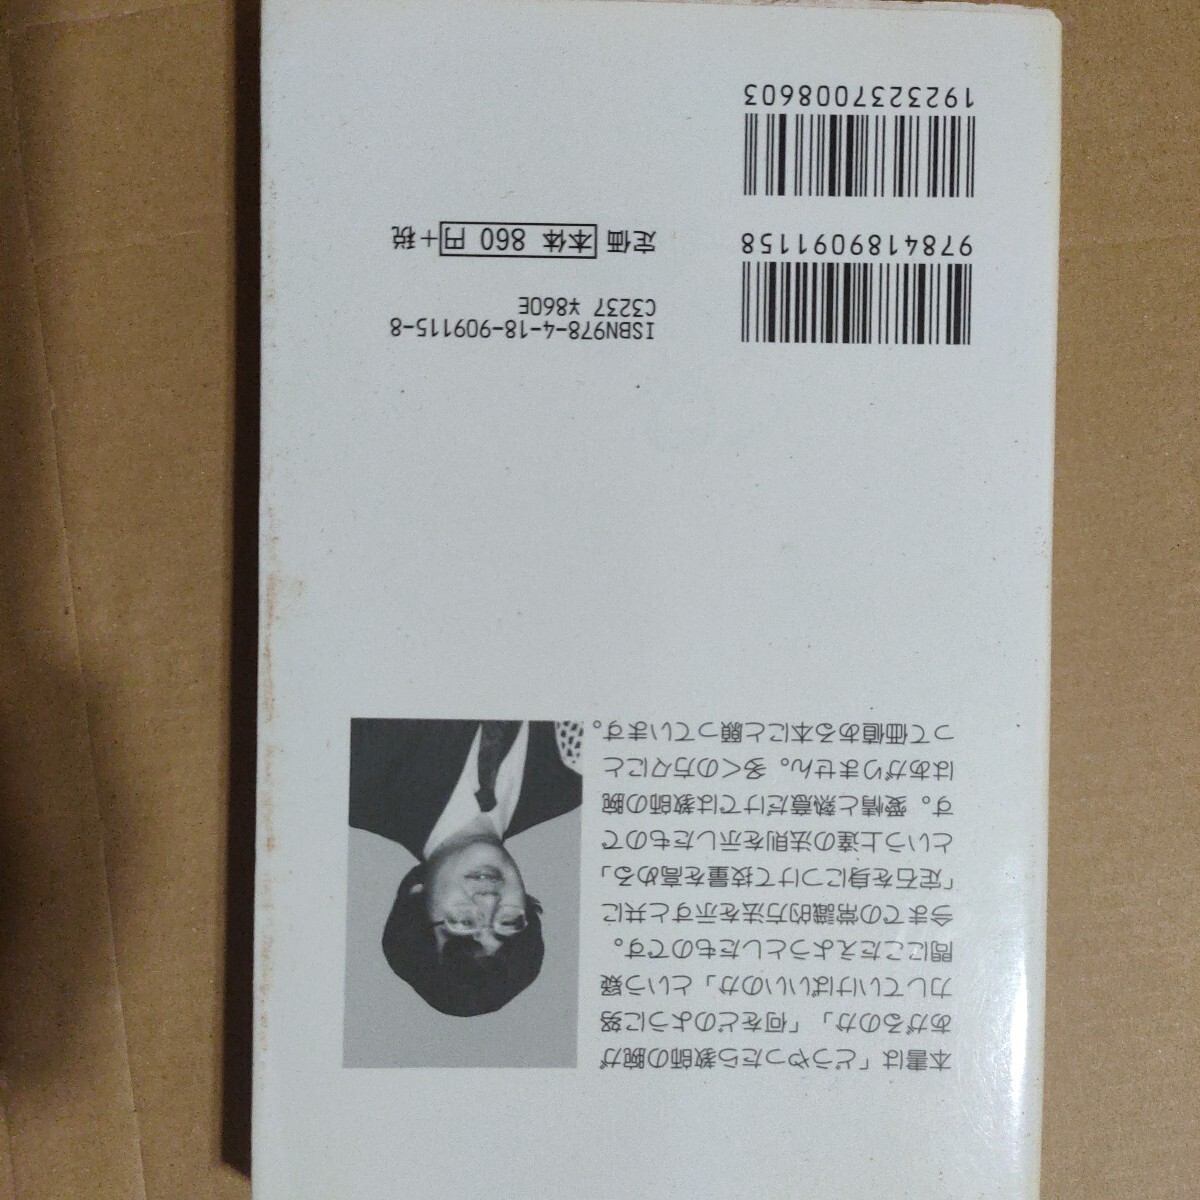 本書は「どうやったら教師の腕が
あがるのか」「何をどのように努
力していけばいいのか」という疑
問にこたえようとしたものです。
今までの常識的方法を示すと共に
「定石を身につけて技量を高める」
という上達の法則を示したもので
す。愛情と熱意だけでは教師の腕
はあがりません。多くの方々にと
って価値ある本にと願っています。
9784189091158
1923237008603
ISBN978-4-18-909115-8
C3237 ¥860E
定価 本体 860 円+税